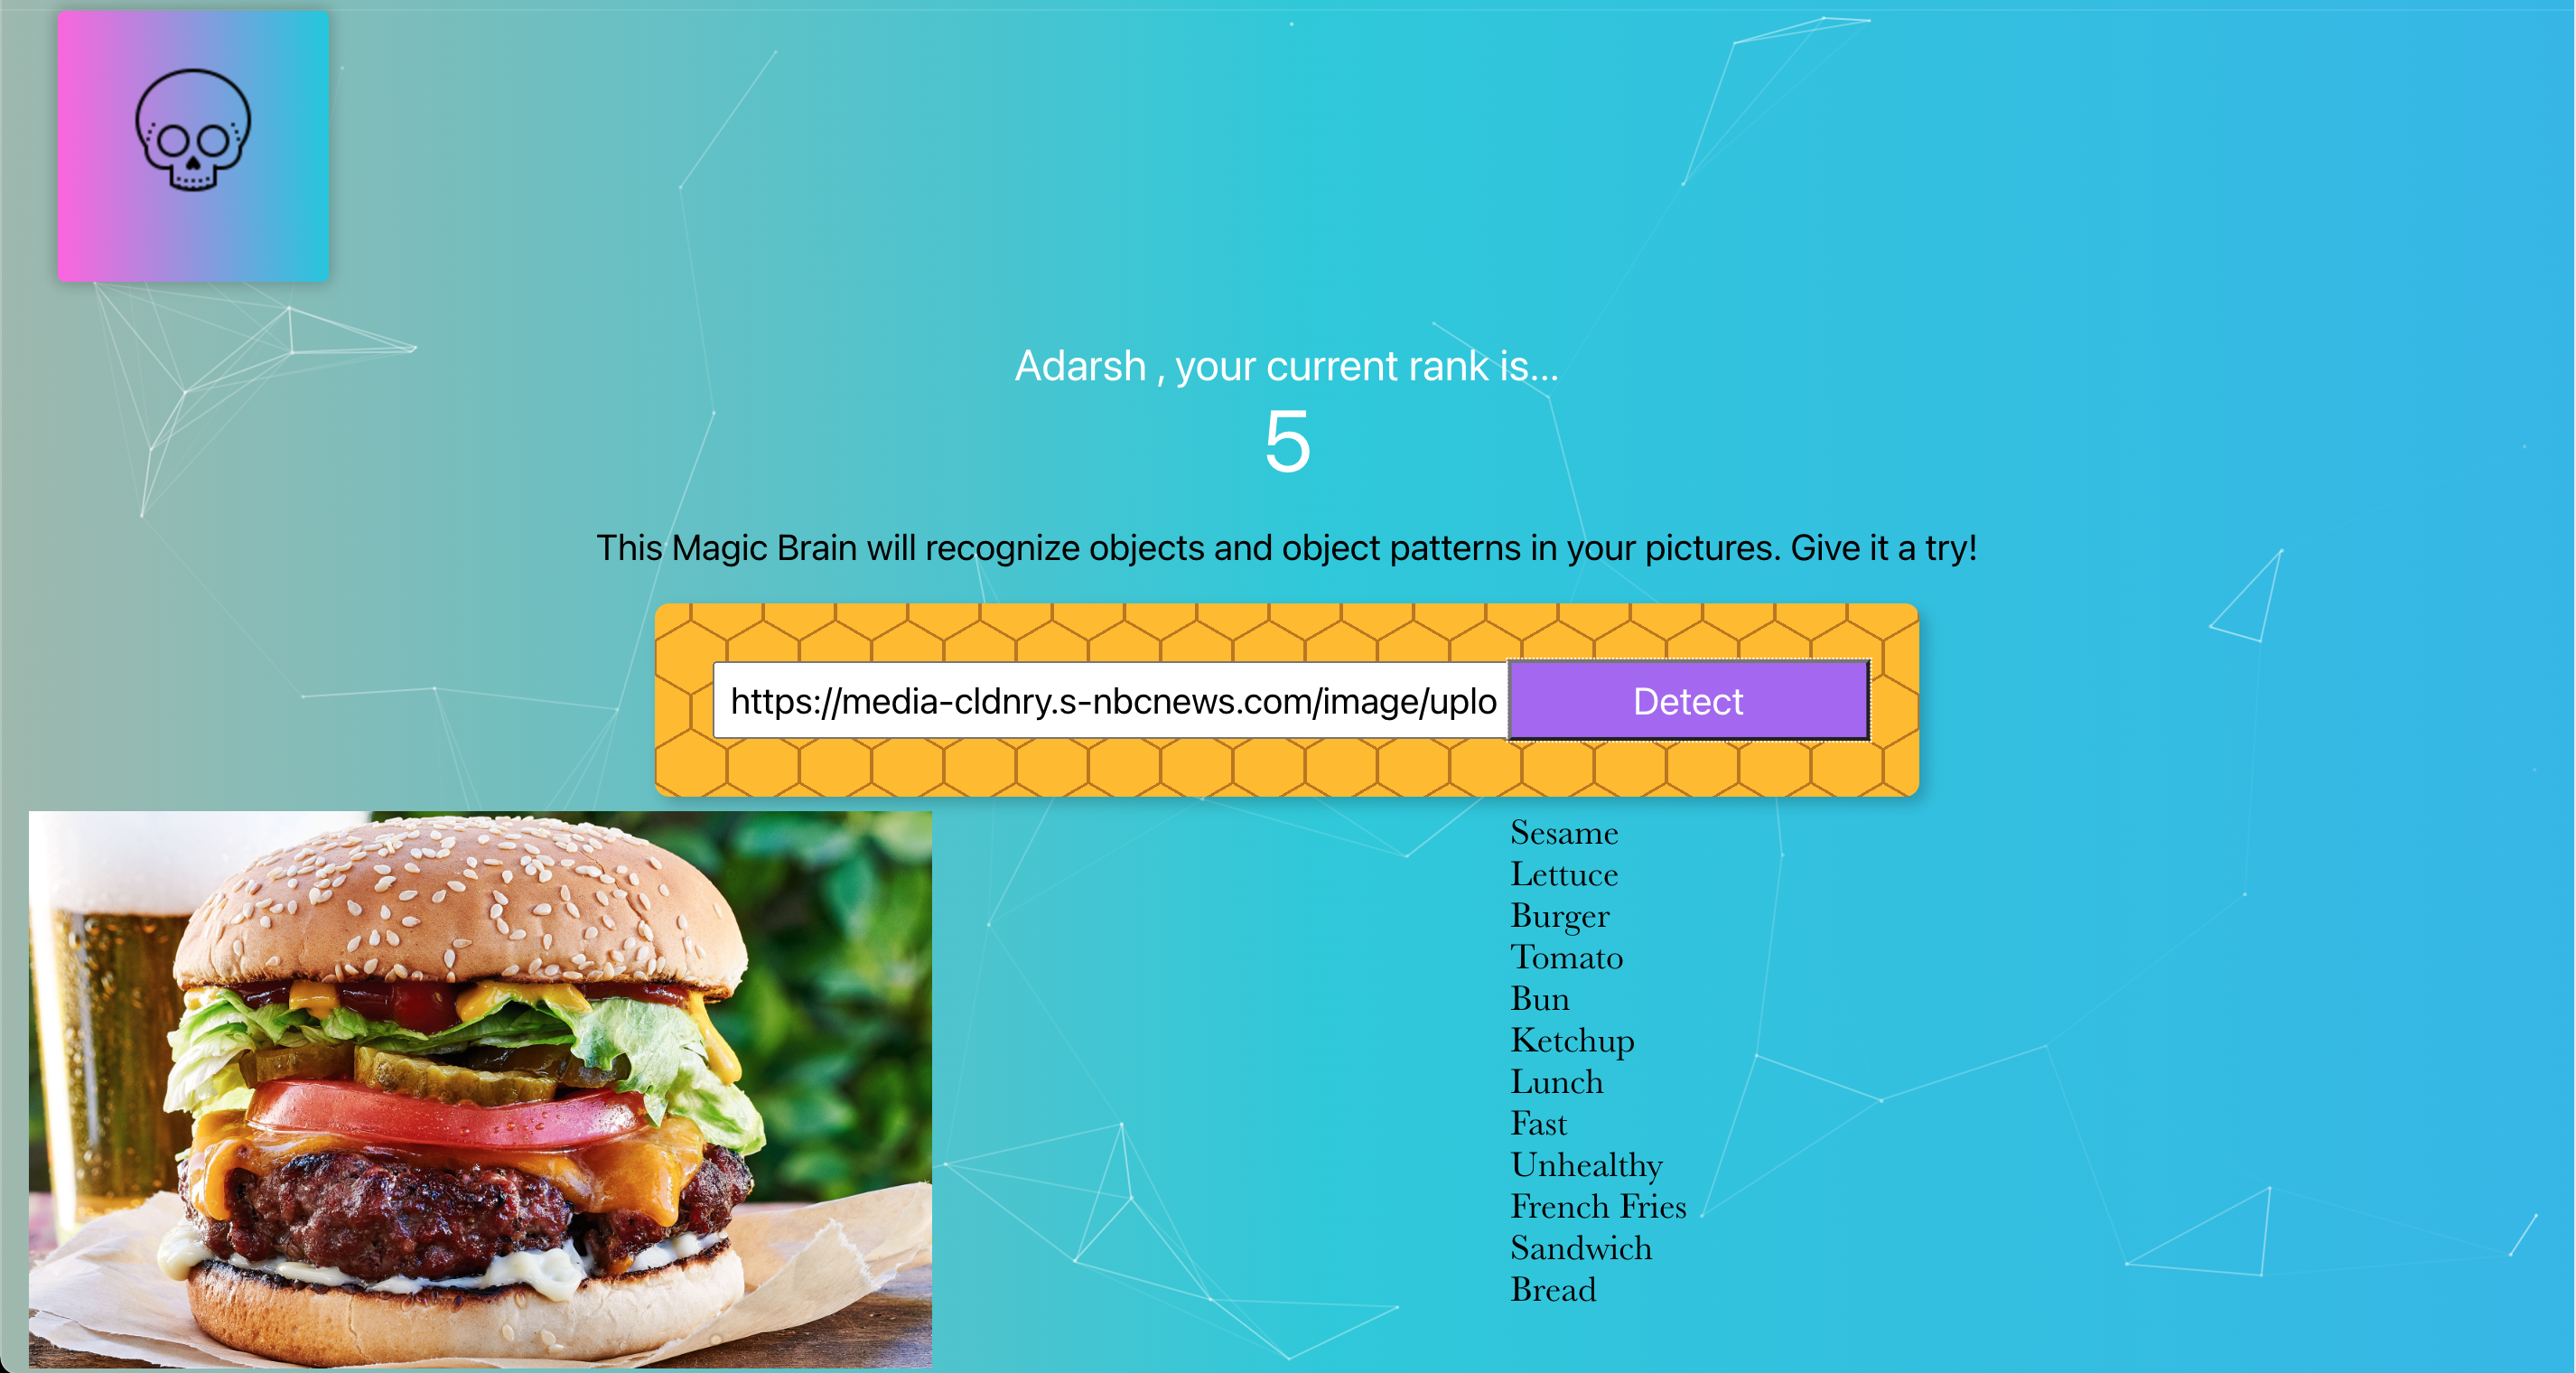 Adarsh , your current rank is...
5
This Magic Brain will recognize objects and object patterns in your pictures. Give it a try!
https://media-cldnry.s-nbcnews.com/image/uplo
Detect
Sesame
Lettuce
Burger
Tomato
Bun
Ketchup
Lunch
Fast
Unhealthy
French Fries
Sandwich
Bread